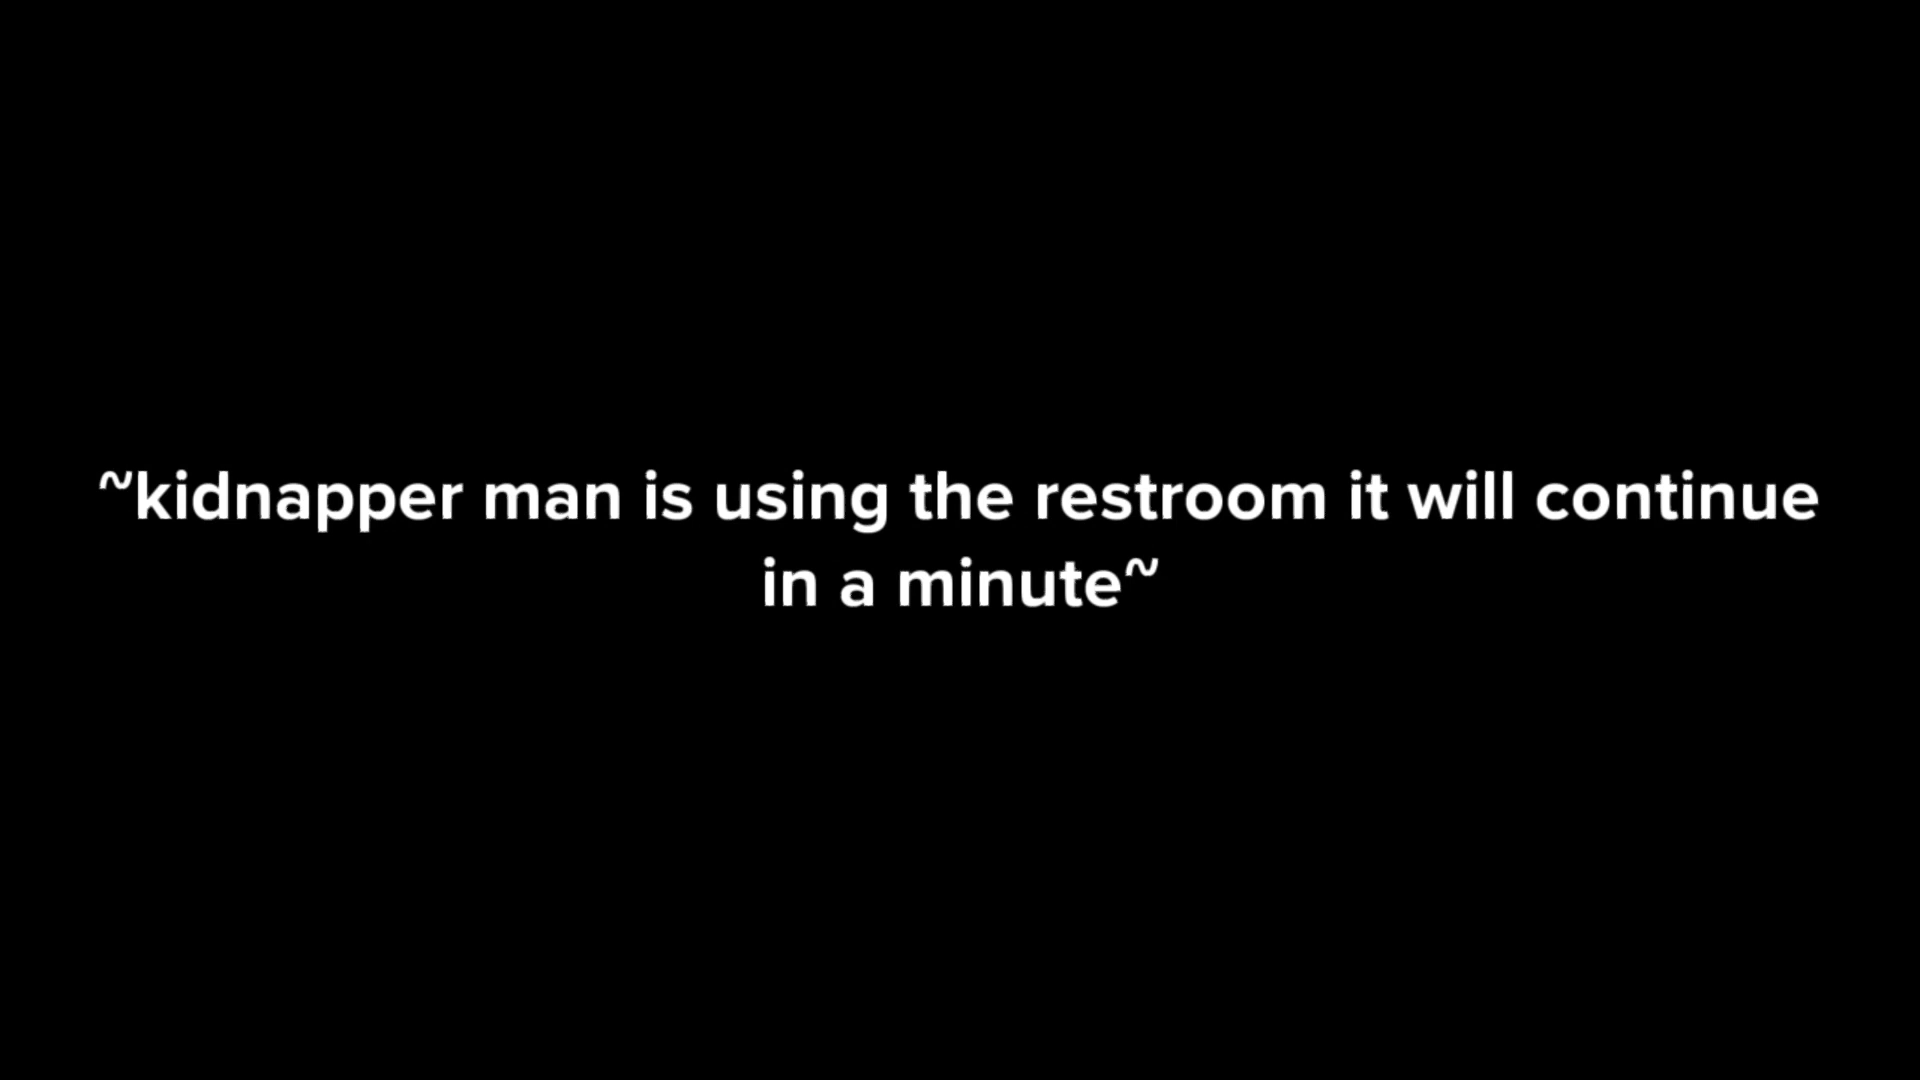 ~kidnapper man is using the restroom it will continue
in a minute~